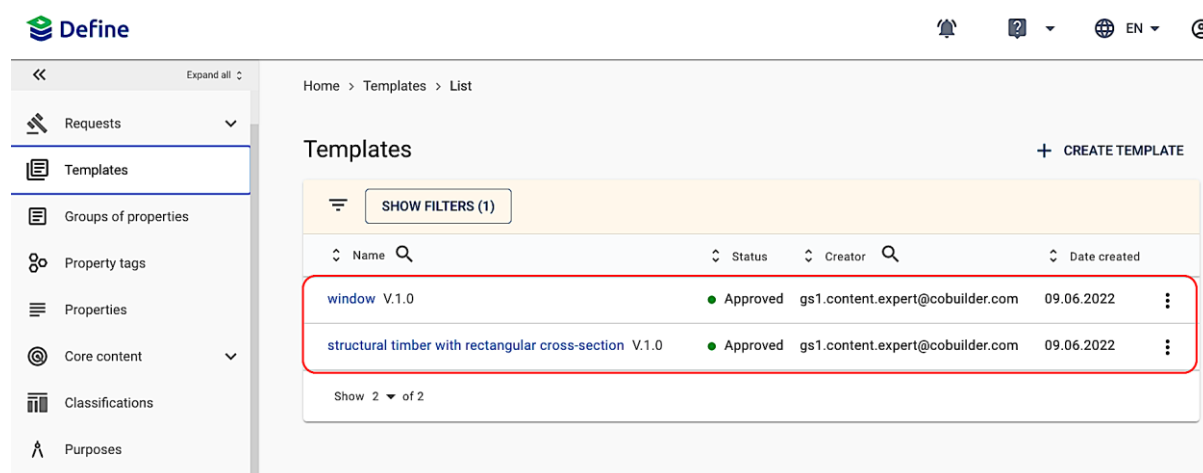 Define
EN
Expand all
Requests
Templates
Groups of properties
Property tags
Properties
Core content
Classifications
Purposes
Home > Templates > List
Templates
+ CREATE TEMPLATE
SHOW FILTERS (1)
Name Status Creator Date created
window V.1.0 Approved gs1.content.expert@cobuilder.com 09.06.2022
structural timber with rectangular cross-section V.1.0 Approved gs1.content.expert@cobuilder.com 09.06.2022
Show 2 of 2